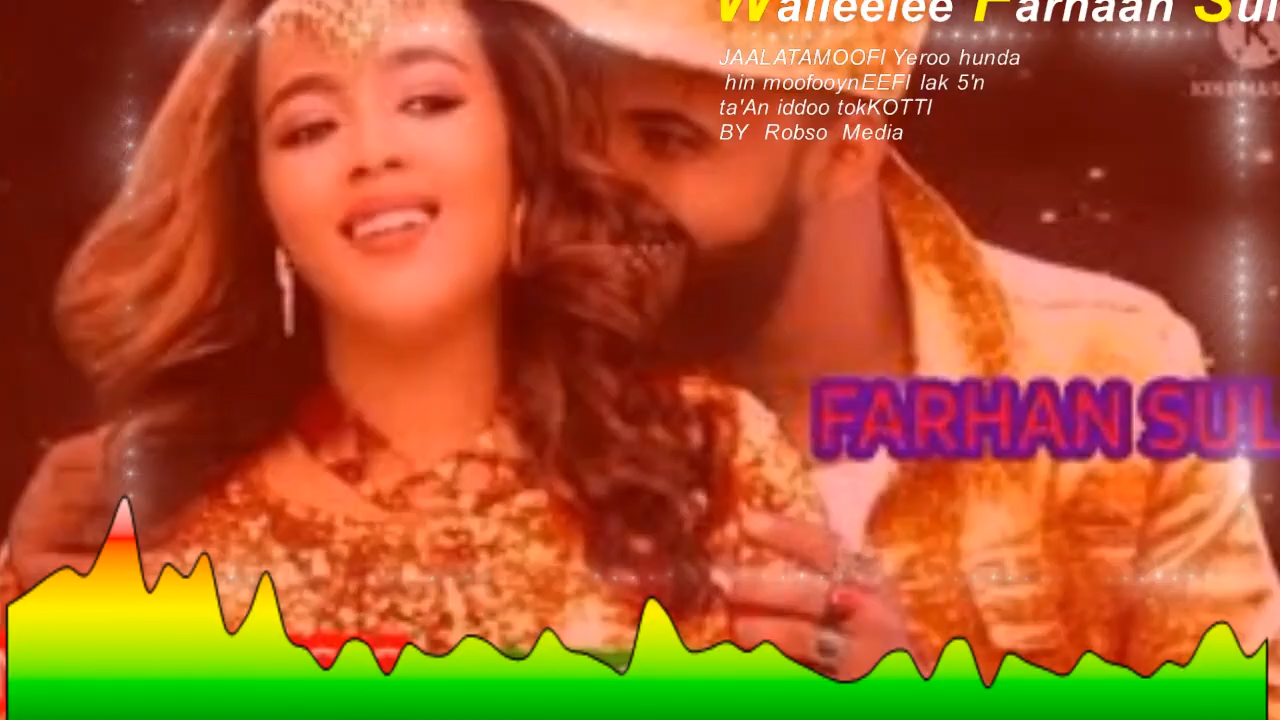 Walleelee Farhaan Sul
JAALATAMOOFI Yeroo hunda
hin moofooynEEFI lak 5'n
ta'An iddoo tokKOTTI
BY Robso Media
FARHAN SUL